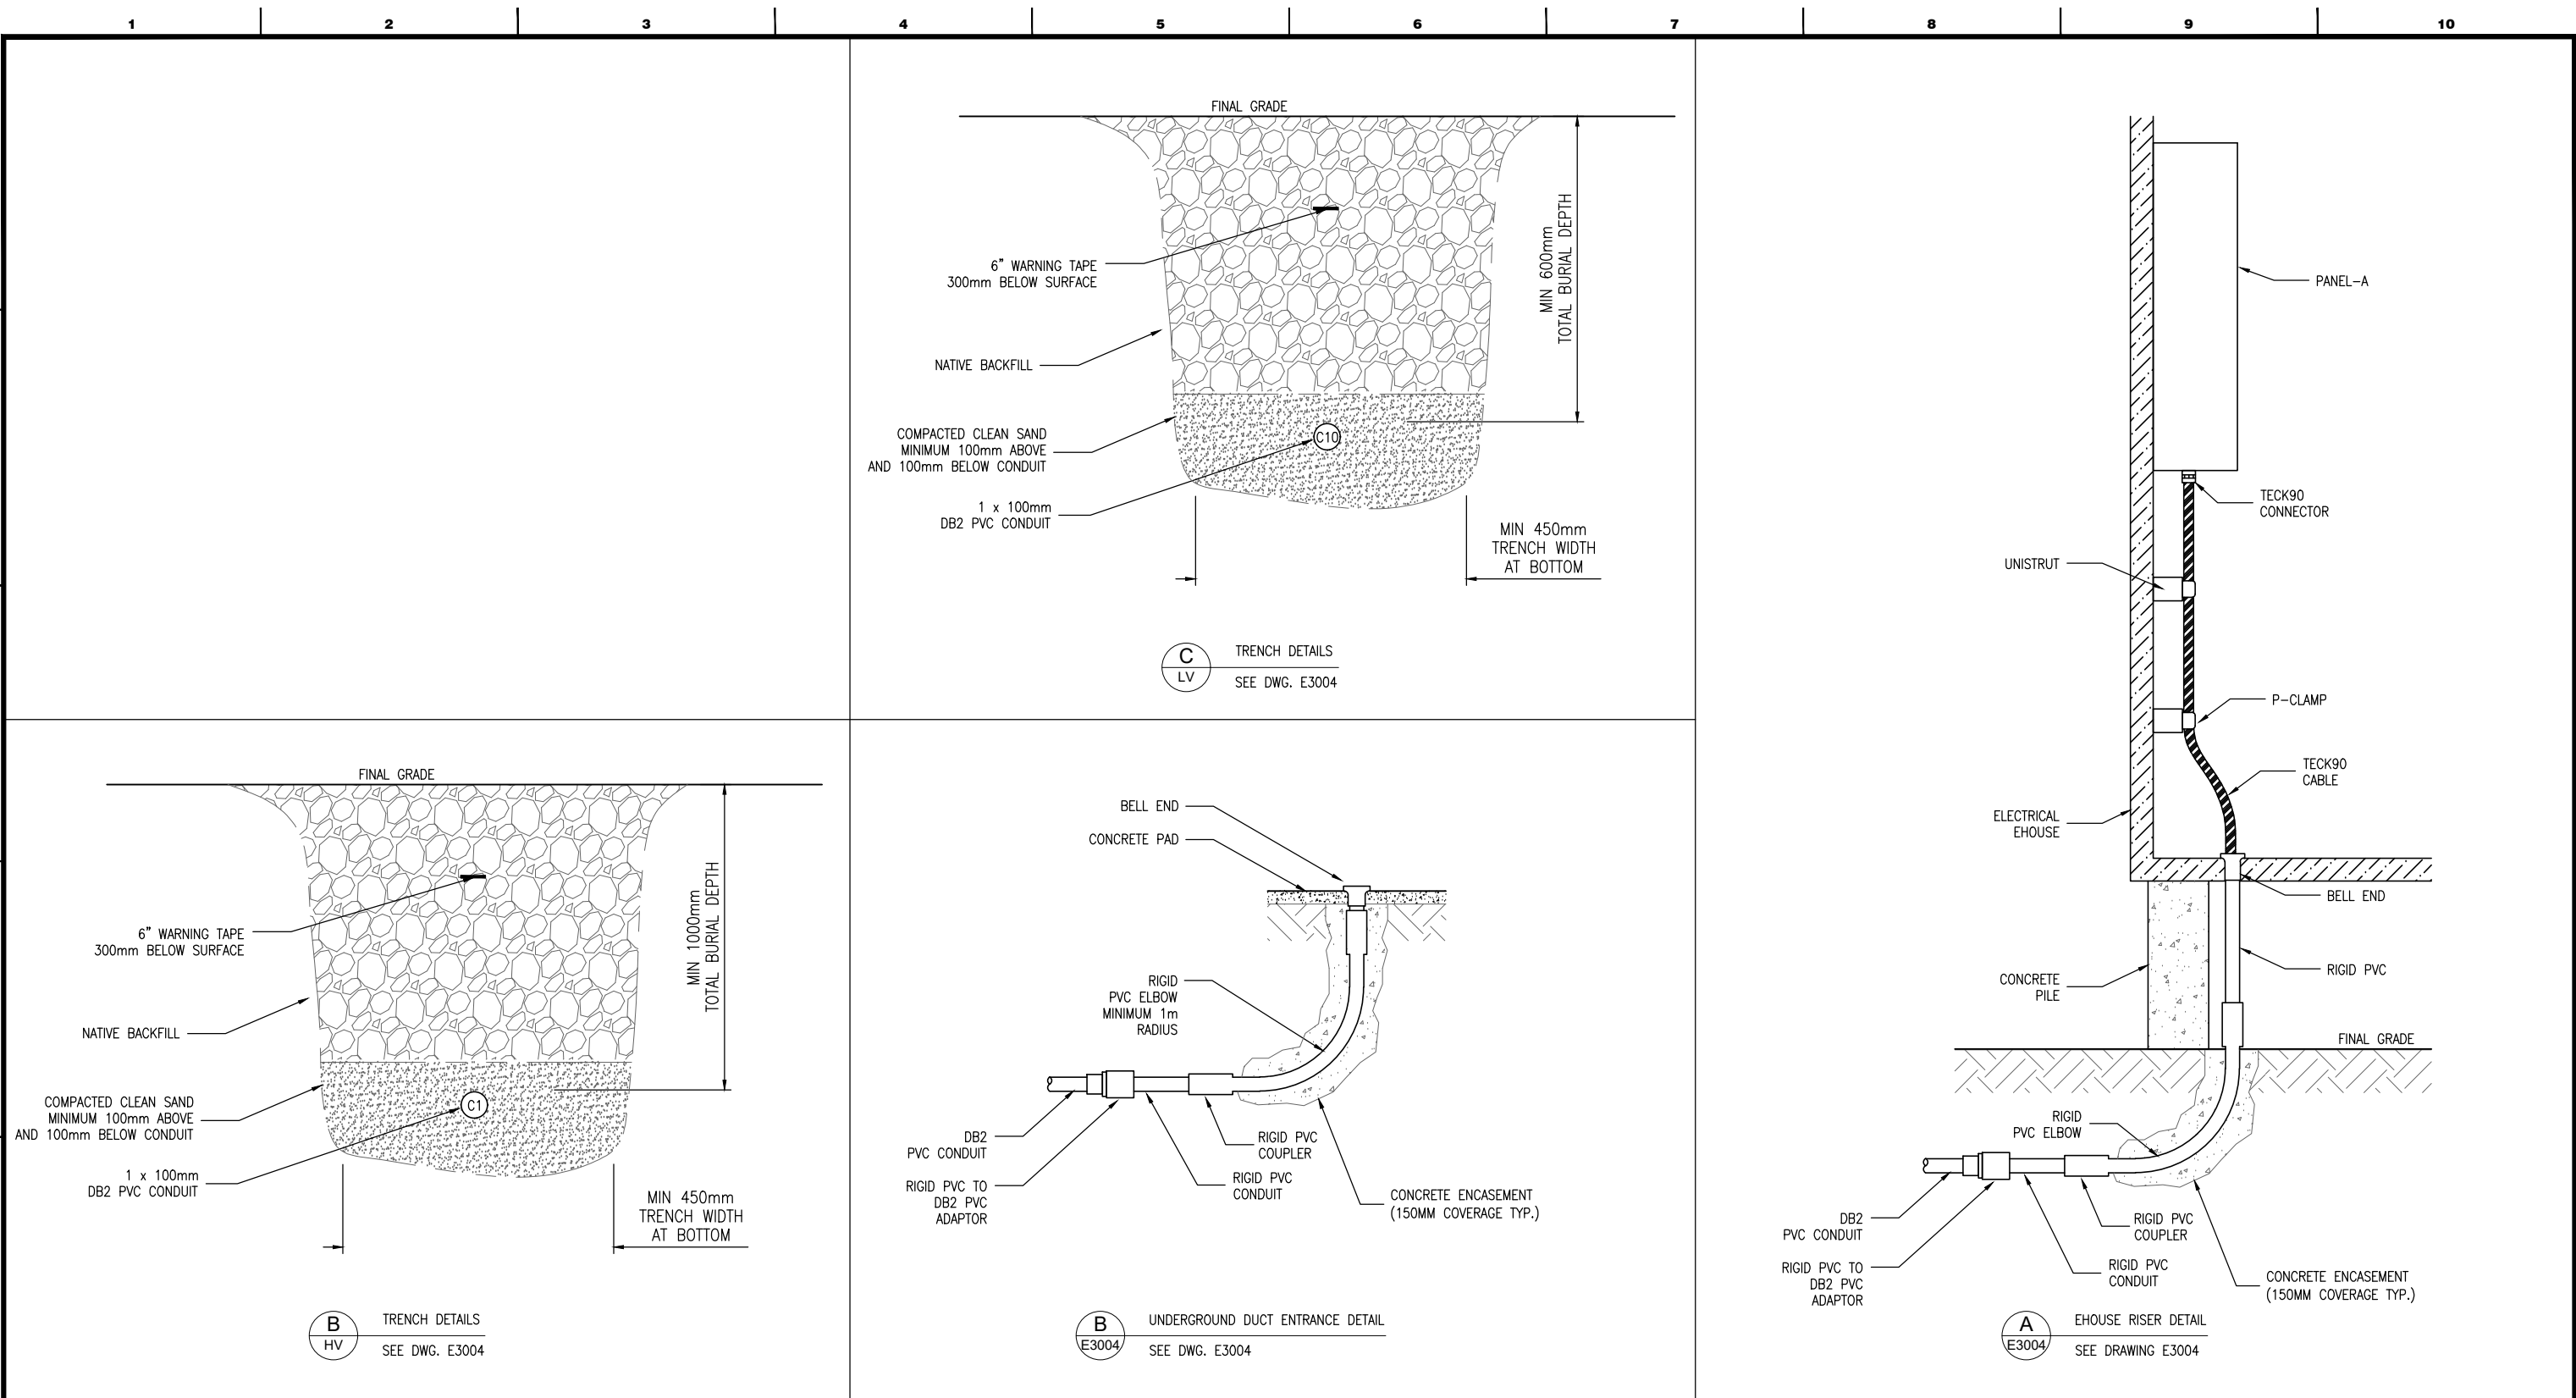 1 2 3 4 5 6 7 8 9 10
FINAL GRADE
6" WARNING TAPE
300mm BELOW SURFACE
NATIVE BACKFILL
COMPACTED CLEAN SAND
MINIMUM 100mm ABOVE
AND 100mm BELOW CONDUIT
1 x 100mm
DB2 PVC CONDUIT
C10
MIN 600mm
TOTAL BURIAL DEPTH
MIN 450mm
TRENCH WIDTH
AT BOTTOM
C
LV
TRENCH DETAILS
SEE DWG. E3004
FINAL GRADE
6" WARNING TAPE
300mm BELOW SURFACE
NATIVE BACKFILL
COMPACTED CLEAN SAND
MINIMUM 100mm ABOVE
AND 100mm BELOW CONDUIT
1 x 100mm
DB2 PVC CONDUIT
C1
MIN 1000mm
TOTAL BURIAL DEPTH
MIN 450mm
TRENCH WIDTH
AT BOTTOM
B
HV
TRENCH DETAILS
SEE DWG. E3004
BELL END
CONCRETE PAD
RIGID
PVC ELBOW
MINIMUM 1m
RADIUS
DB2
PVC CONDUIT
RIGID PVC TO
DB2 PVC
ADAPTOR
RIGID PVC
COUPLER
RIGID PVC
CONDUIT
CONCRETE ENCASEMENT
(150MM COVERAGE TYP.)
B
E3004
UNDERGROUND DUCT ENTRANCE DETAIL
SEE DWG. E3004
PANEL-A
TECK90
CONNECTOR
UNISTRUT
P-CLAMP
TECK90
CABLE
ELECTRICAL
EHOUSE
BELL END
RIGID PVC
CONCRETE
PILE
FINAL GRADE
RIGID
PVC ELBOW
DB2
PVC CONDUIT
RIGID PVC TO
DB2 PVC
ADAPTOR
RIGID PVC
COUPLER
RIGID PVC
CONDUIT
CONCRETE ENCASEMENT
(150MM COVERAGE TYP.)
A
E3004
EHOUSE RISER DETAIL
SEE DRAWING E3004